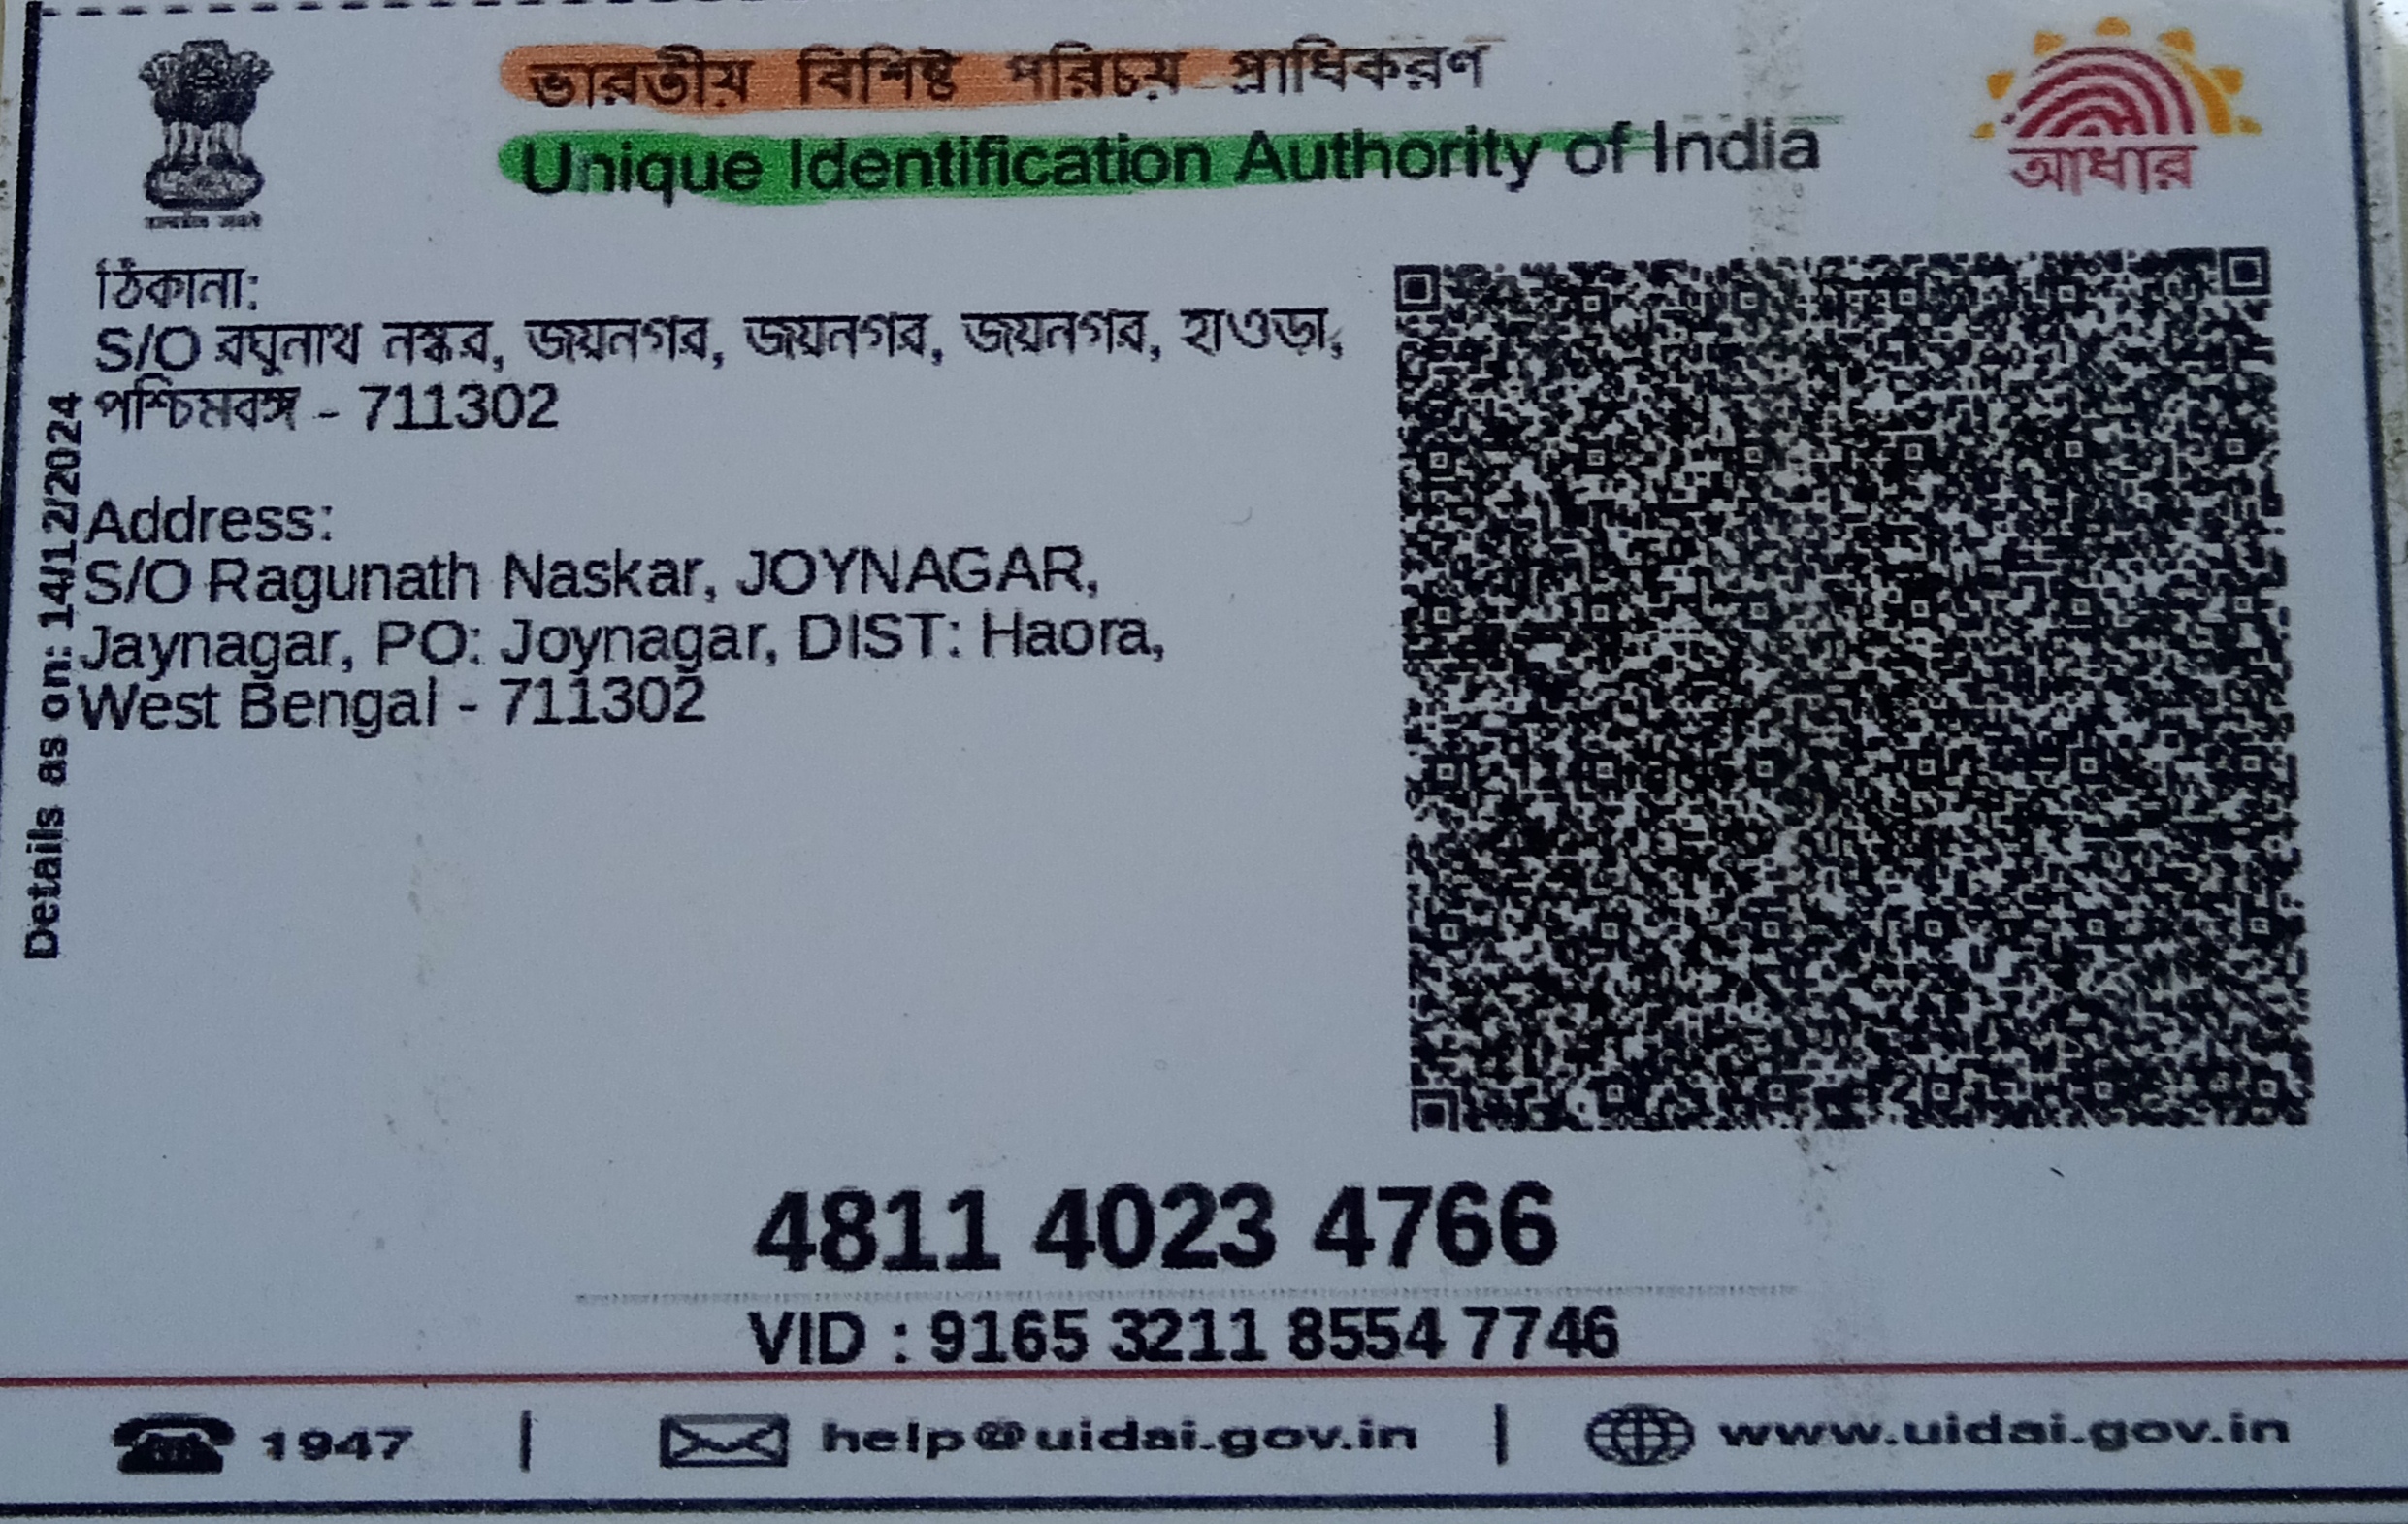 ভারতীয় বিশিষ্ট পরিচয় প্রাধিকরণ
Unique Identification Authority of India
আধার
ঠিকানা:
S/O রঘুনাথ নস্কর, জয়নগর, জয়নগর, জয়নগর, হাওড়া,
পশ্চিমবঙ্গ - 711302
Address:
S/O Ragunath Naskar, JOYNAGAR,
Jaynagar, PO: Joynagar, DIST: Haora,
West Bengal - 711302
Details as on: 14/12/2024
4811 4023 4766
VID : 9165 3211 8554 7746
1947 | help@uidai.gov.in | www.uidai.gov.in